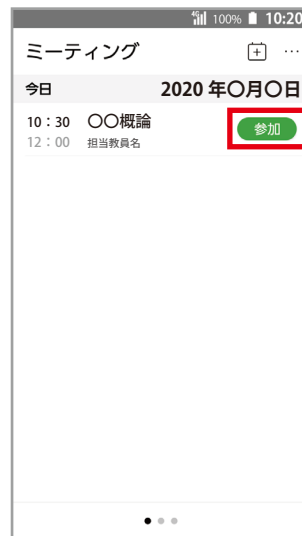 4G 100% 10:20
ミーティング
今日 2020 年〇月〇日
10：30 〇〇概論 参加
12：00 担当教員名